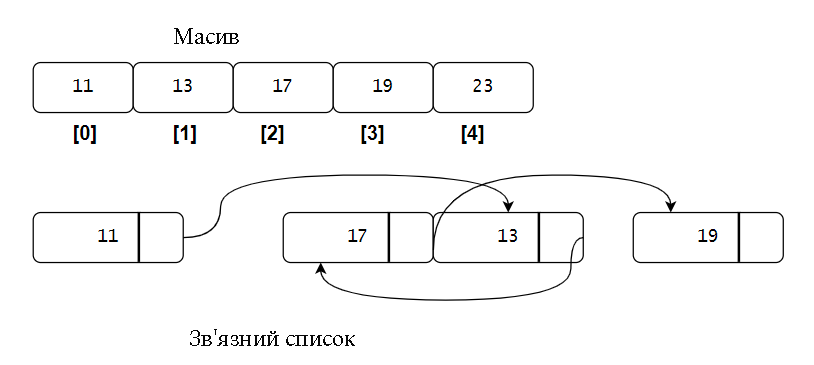 Масив
11 13 17 19 23
[0] [1] [2] [3] [4]
11 17 13 19
Зв'язний список